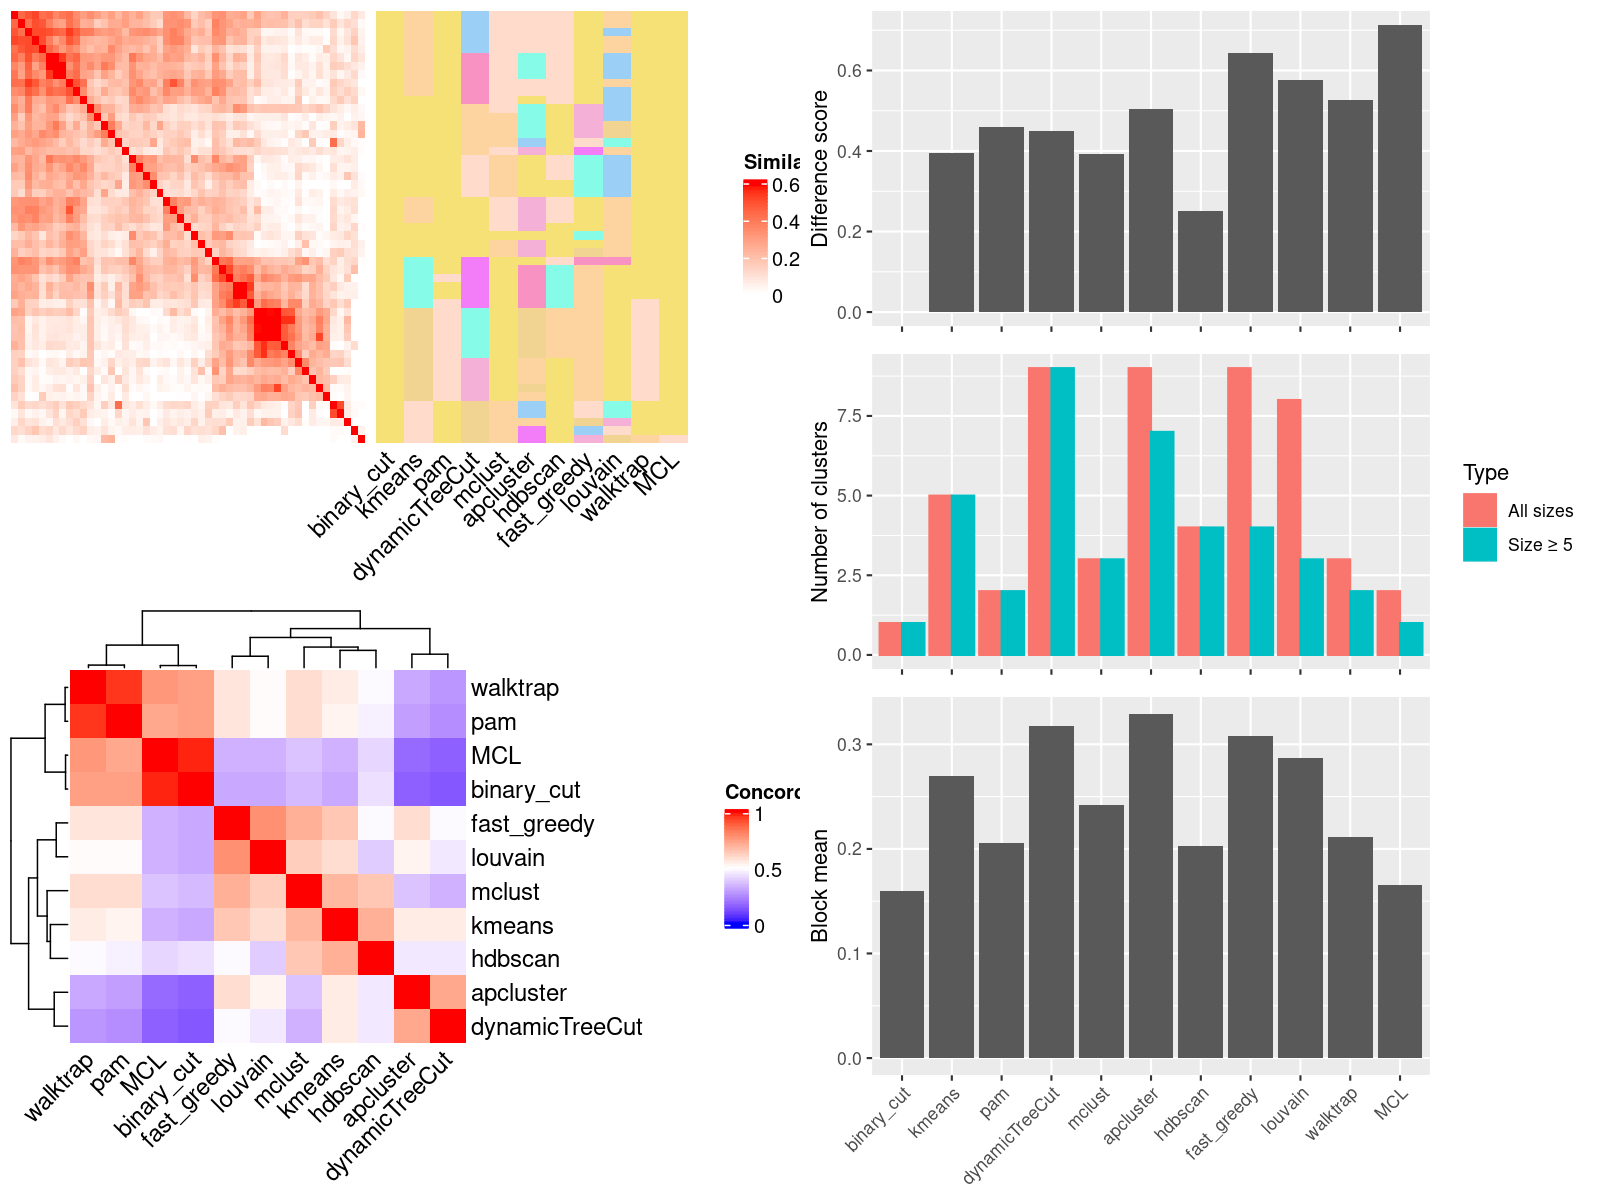 Simila
0.6
0.4
0.2
0
binary_cut
kmeans
pam
dynamicTreeCut
mclust
apcluster
hdbscan
fast_greedy
louvain
walktrap
MCL
walktrap
pam
MCL
binary_cut
fast_greedy
louvain
mclust
kmeans
hdbscan
apcluster
dynamicTreeCut
walktrap
pam
MCL
binary_cut
fast_greedy
louvain
mclust
kmeans
hdbscan
apcluster
dynamicTreeCut
Concord
1
0.5
0
Difference score
0.6
0.4
0.2
0.0
Number of clusters
7.5
5.0
2.5
0.0
Type
All sizes
Size ≥ 5
Block mean
0.3
0.2
0.1
0.0
binary_cut
kmeans
pam
dynamicTreeCut
mclust
apcluster
hdbscan
fast_greedy
louvain
walktrap
MCL